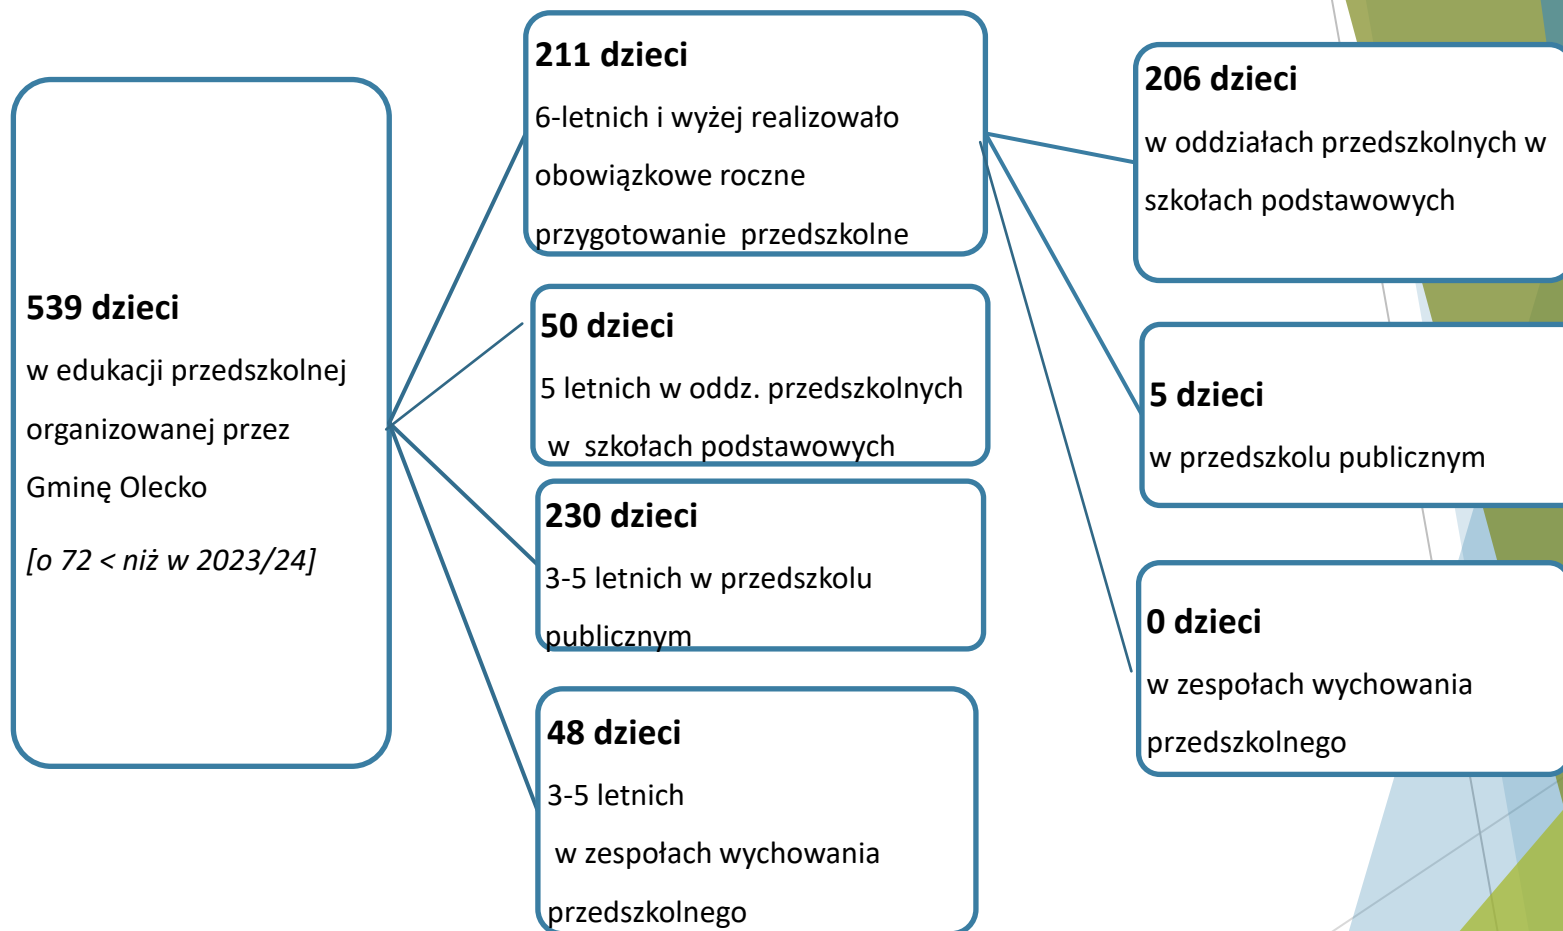 539 dzieci
w edukacji przedszkolnej
organizowanej przez
Gminę Olecko
[o 72 < niż w 2023/24]
211 dzieci
6-letnich i wyżej realizowało
obowiązkowe roczne
przygotowanie przedszkolne
50 dzieci
5 letnich w oddz. przedszkolnych
w szkołach podstawowych
230 dzieci
3-5 letnich w przedszkolu
publicznym
48 dzieci
3-5 letnich
w zespołach wychowania
przedszkolnego
206 dzieci
w oddziałach przedszkolnych w
szkołach podstawowych
5 dzieci
w przedszkolu publicznym
0 dzieci
w zespołach wychowania
przedszkolnego